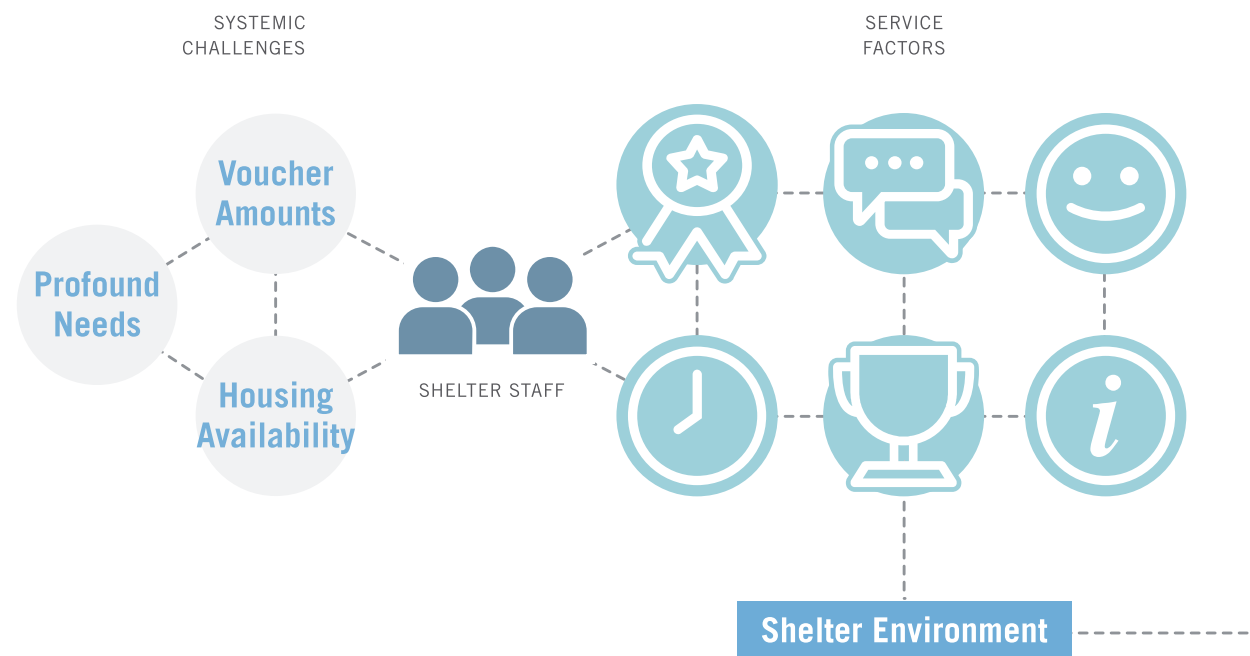 SYSTEMIC
CHALLENGES
SERVICE
FACTORS
Voucher
Amounts
Profound
Needs
Housing
Availability
SHELTER STAFF
i
Shelter Environment